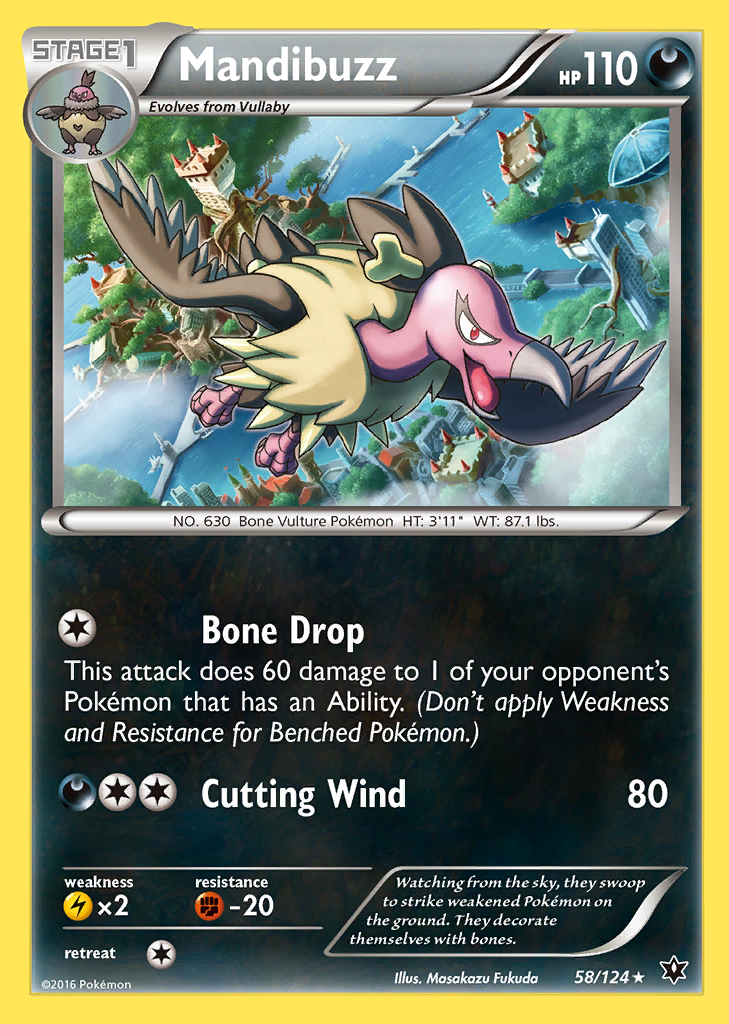 STAGE1
Mandibuzz
HP110
Evolves from Vullaby
NO. 630 Bone Vulture Pokémon HT: 3'11" WT: 87.1 lbs.
Bone Drop
This attack does 60 damage to 1 of your opponent's
Pokémon that has an Ability. (Don't apply Weakness
and Resistance for Benched Pokémon.)
Cutting Wind 80
weakness resistance
×2 -20
retreat
Watching from the sky, they swoop
to strike weakened Pokémon on
the ground. They decorate
themselves with bones.
©2016 Pokémon
Illus. Masakazu Fukuda
58/124 ★